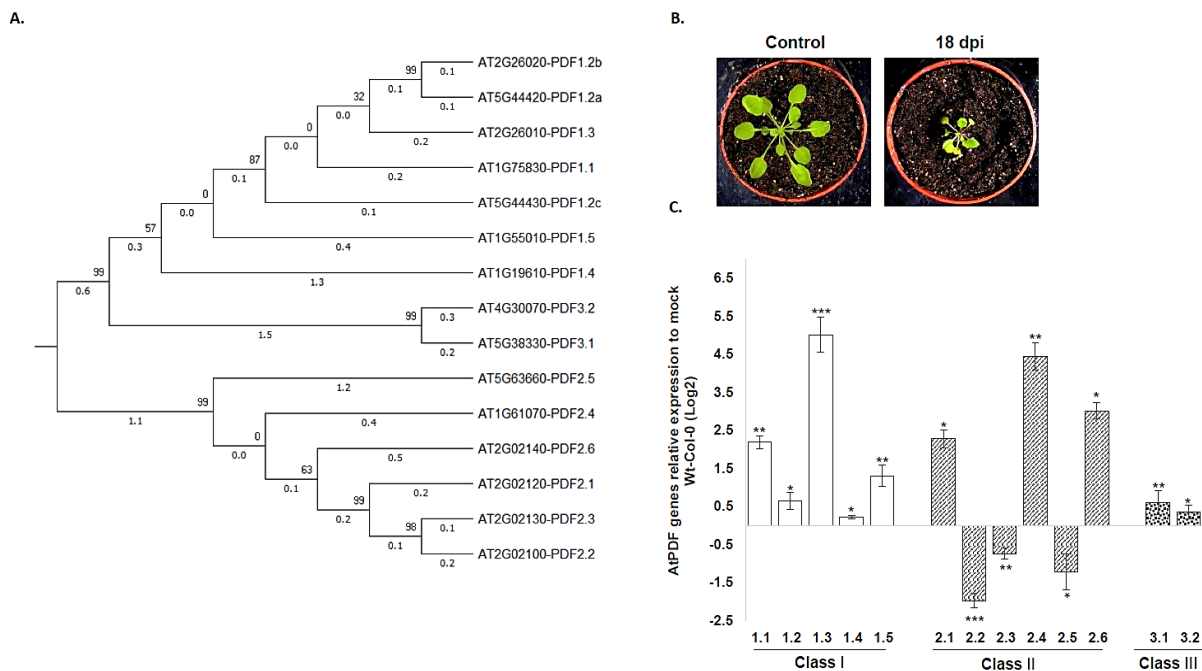 A.
B.
Control
18 dpi
99
0.1
AT2G26020-PDF1.2b
32
0.1
0.1
AT5G44420-PDF1.2a
0
0.0
0.2
AT2G26010-PDF1.3
87
0.0
0.2
AT1G75830-PDF1.1
0
0.1
0.1
AT5G44430-PDF1.2c
57
0.0
0.4
AT1G55010-PDF1.5
99
0.3
1.3
AT1G19610-PDF1.4
0.6
99
0.3
AT4G30070-PDF3.2
1.5
0.2
AT5G38330-PDF3.1
99
1.2
AT5G63660-PDF2.5
1.1
0
0.4
AT1G61070-PDF2.4
0.0
63
0.5
AT2G02140-PDF2.6
0.1
99
0.2
AT2G02120-PDF2.1
0.2
98
0.1
AT2G02130-PDF2.3
0.1
0.2
AT2G02100-PDF2.2
C.
AtPDF genes relative expression to mock
Wt-Col-0 (Log2)
6.5
4.5
2.5
0.5
-0.5
-1.5
-2.5
**
*
***
*
**
*
***
**
**
*
*
**
*
1.1 1.2 1.3 1.4 1.5 2.1 2.2 2.3 2.4 2.5 2.6 3.1 3.2
Class I Class II Class III